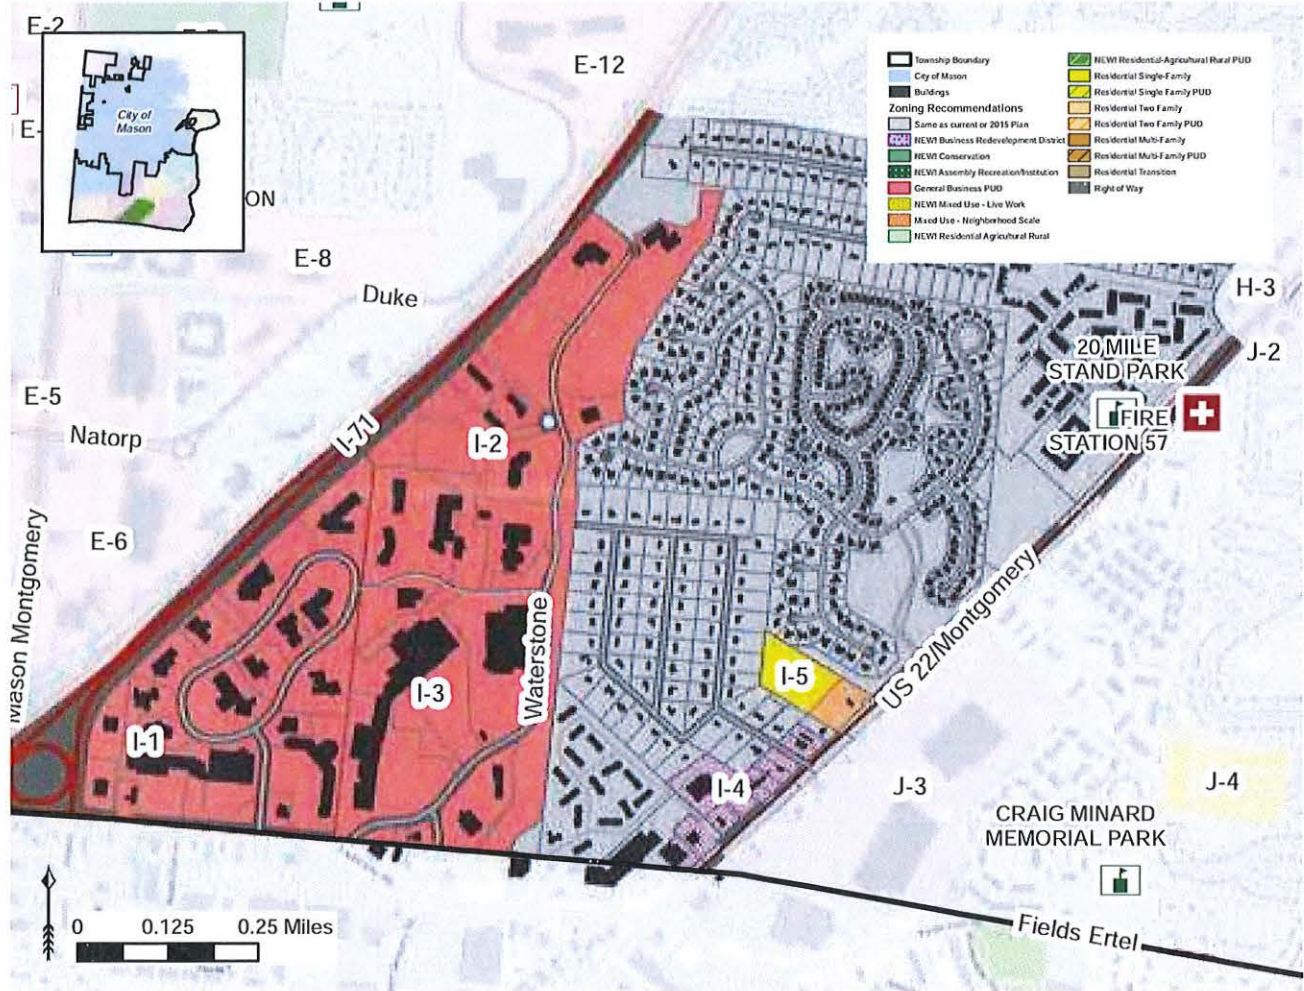 E-2
E-12
City of
Mason
ON
E-8
Duke
Township Boundary
City of Mason
Buildings
Zoning Recommendations
Same as current or 2015 Plan
NEW! Business Redevelopment District
NEW! Conservation
NEW! Assembly Recreation/Institution
General Business PUD
NEW! Mixed Use - Live Work
Mixed Use - Neighborhood Scale
NEW! Residential Agricultural Rural
NEW! Residential-Agricultural Rural PUD
Residential Single-Family
Residential Single Family PUD
Residential Two Family
Residential Two Family PUD
Residential Multi-Family
Residential Multi-Family PUD
Residential Transition
Right of Way
H-3
J-2
20 MILE
STAND PARK
FIRE
STATION 57
E-5
Natorp
I-71
I-2
E-6
Mason Montgomery
Waterstone
US 22/Montgomery
I-5
I-3
I-1
I-4
J-3
J-4
CRAIG MINARD
MEMORIAL PARK
Fields Ertel
0 0.125 0.25 Miles